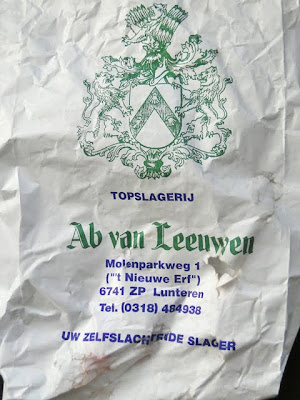 TOPSLAGERIJ
Ab van Leeuwen
Molenparkweg 1
("'t Nieuwe Erf")
6741 ZP Lunteren
Tel. (0318) 484938
UW ZELFSLACHTENDE SLAGER